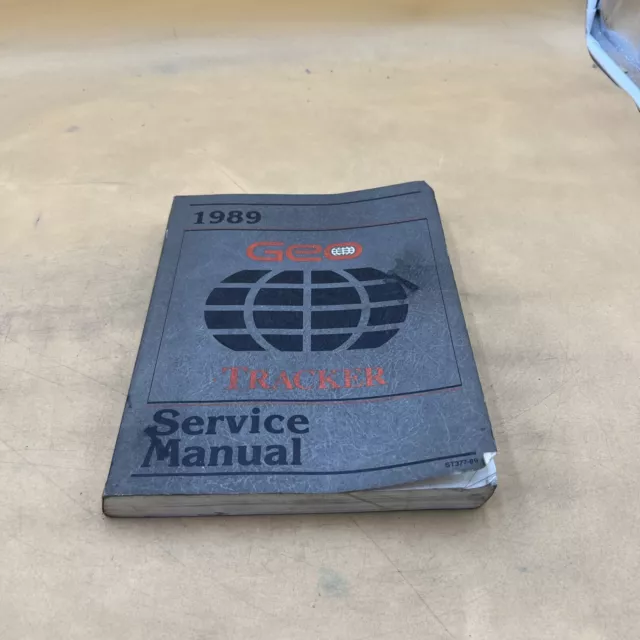 1989
Geo
TRACKER
Service
Manual